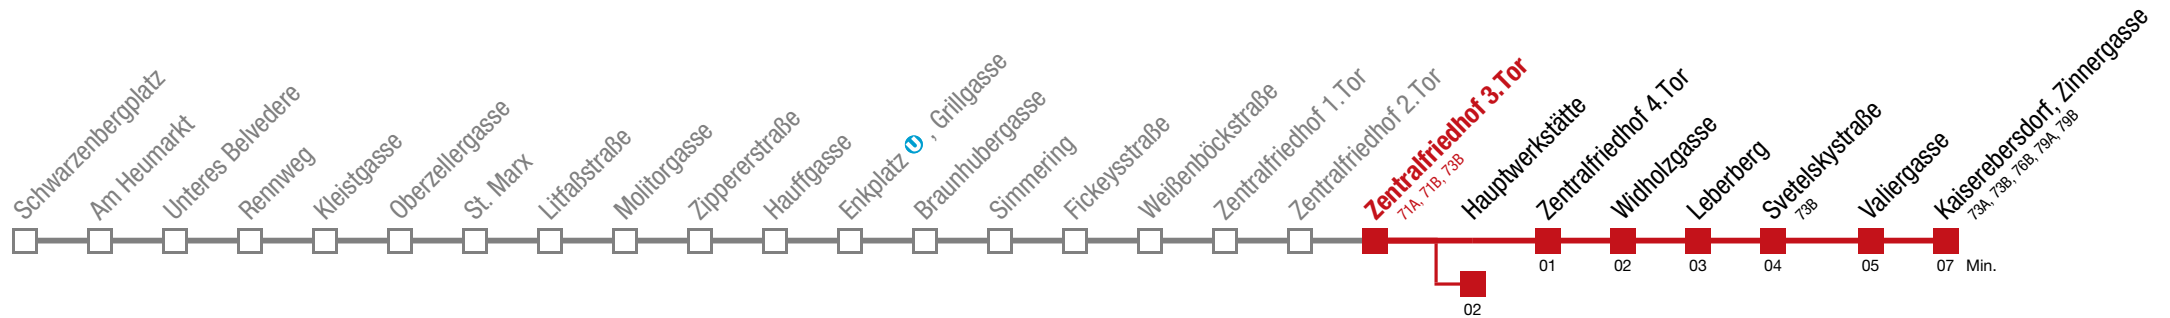 Schwarzenbergplatz
Am Heumarkt
Unteres Belvedere
Rennweg
Kleistgasse
Oberzellergasse
St. Marx
Litfaßstraße
Molitorgasse
Zippererstraße
Hauffgasse
Enkplatz U , Grillgasse
Braunhubergasse
Simmering
Fickeysstraße
Weißenböckstraße
Zentralfriedhof 1.Tor
Zentralfriedhof 2.Tor
Zentralfriedhof 3.Tor
71A, 71B, 73B
Hauptwerkstätte
Zentralfriedhof 4.Tor
Widholzgasse
Leberberg
Svetelskystraße
73B
Valiergasse
Kaiserebersdorf, Zinnergasse
73A, 73B, 76B, 79A, 79B
01 02 03 04 05 07 Min.
02